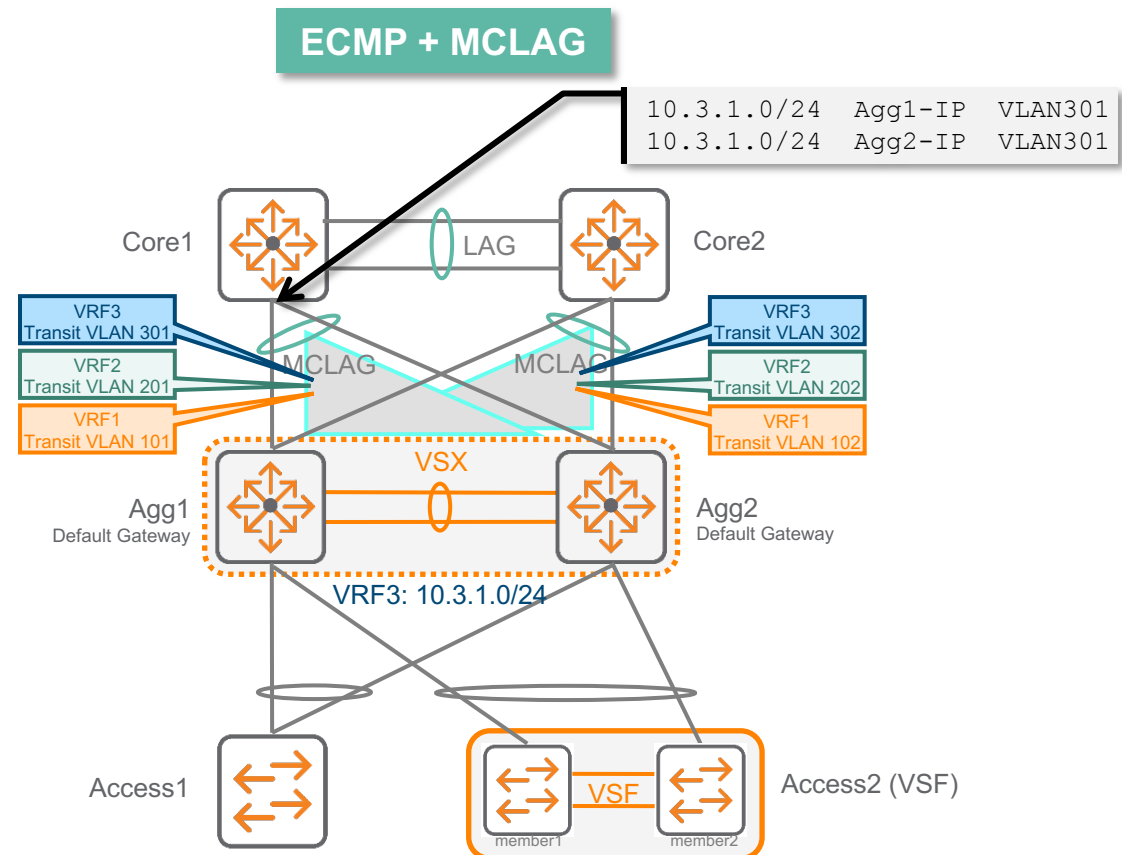 ECMP + MCLAG
10.3.1.0/24 Agg1-IP VLAN301
10.3.1.0/24 Agg2-IP VLAN301
Core1
LAG
Core2
VRF3
Transit VLAN 301
VRF2
Transit VLAN 201
VRF1
Transit VLAN 101
MCLAG
MCLAG
VRF3
Transit VLAN 302
VRF2
Transit VLAN 202
VRF1
Transit VLAN 102
VSX
Agg1
Default Gateway
Agg2
Default Gateway
VRF3: 10.3.1.0/24
Access1
VSF
member1
member2
Access2 (VSF)